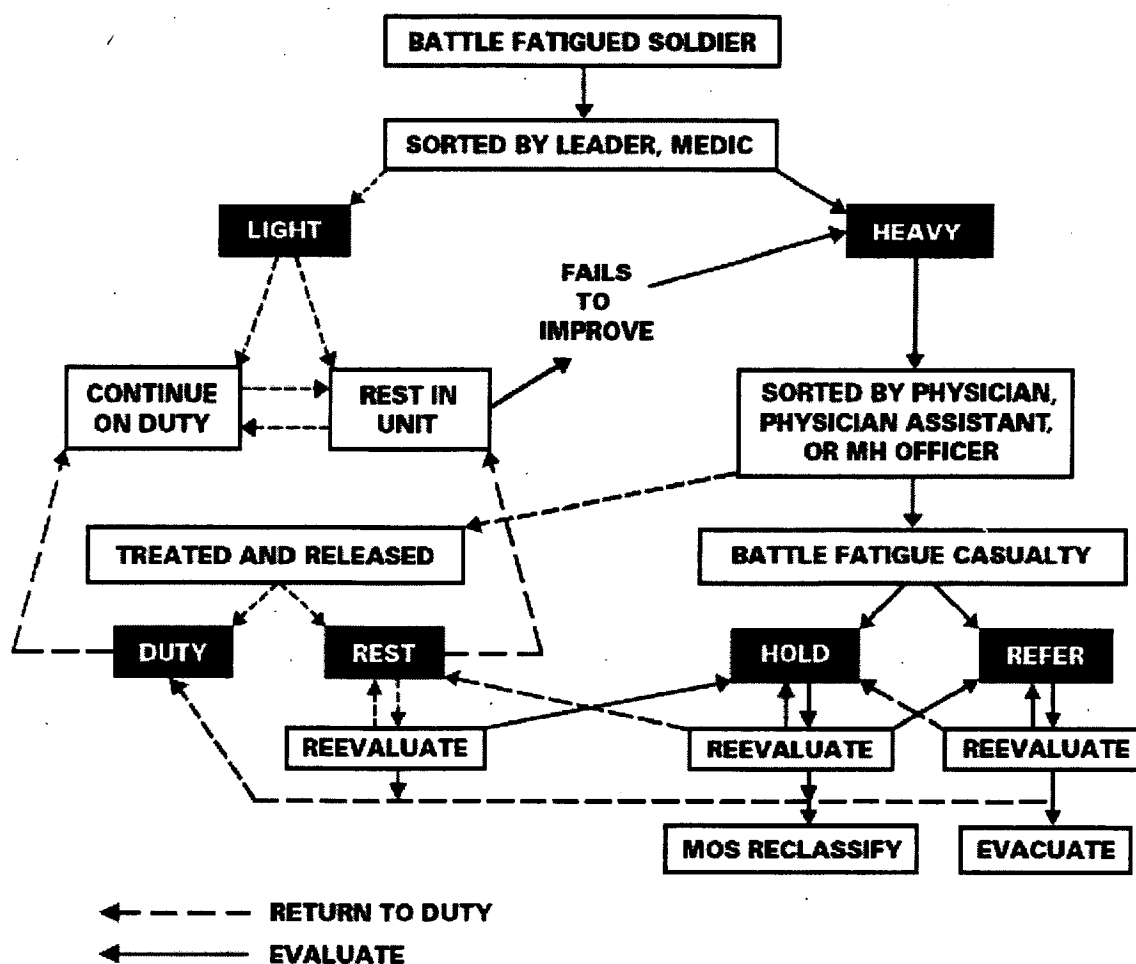 BATTLE FATIGUED SOLDIER
SORTED BY LEADER, MEDIC
LIGHT
HEAVY
FAILS
TO
IMPROVE
CONTINUE
ON DUTY
REST IN
UNIT
SORTED BY PHYSICIAN,
PHYSICIAN ASSISTANT,
OR MH OFFICER
TREATED AND RELEASED
BATTLE FATIGUE CASUALTY
DUTY
REST
HOLD
REFER
REEVALUATE
REEVALUATE
REEVALUATE
MOS RECLASSIFY
EVACUATE
RETURN TO DUTY
EVALUATE